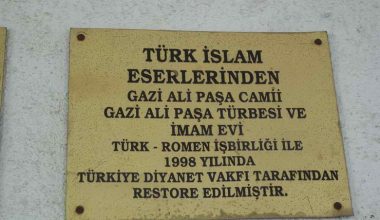 TÜRK İSLAM
ESERLERİNDEN
GAZİ ALİ PAŞA CAMİİ
GAZİ ALİ PAŞA TÜRBESİ VE
İMAM EVİ
TÜRK - ROMEN İŞBİRLİĞİ İLE
1998 YILINDA
TÜRKİYE DİYANET VAKFI TARAFINDAN
RESTORE EDİLMİŞTİR.